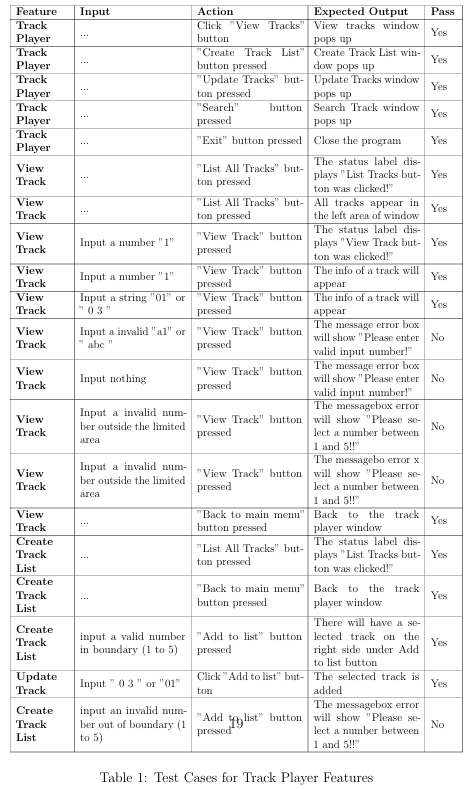 Feature Input Action Expected Output Pass
Track Player ... Click ”View Tracks” button View tracks window pops up Yes
Track Player ... ”Create Track List” button pressed Create Track List window pops up Yes
Track Player ... ”Update Tracks” button pressed Update Tracks window pops up Yes
Track Player ... ”Search” button pressed Search Track window pops up Yes
Track Player ... ”Exit” button pressed Close the program Yes
View Track ... ”List All Tracks” button pressed The status label displays ”List Tracks button was clicked!” Yes
View Track ... ”List All Tracks” button pressed All tracks appear in the left area of window Yes
View Track Input a number ”1” ”View Track” button pressed The status label displays ”View Track button was clicked!” Yes
View Track Input a number ”1” ”View Track” button pressed The info of a track will appear Yes
View Track Input a string ”01” or ” 0 3 ” ”View Track” button pressed The info of a track will appear Yes
View Track Input a invalid ”a1” or ” abc ” ”View Track” button pressed The message error box will show ”Please enter valid input number!” No
View Track Input nothing ”View Track” button pressed The message error box will show ”Please enter valid input number!” No
View Track Input a invalid number outside the limited area ”View Track” button pressed The messagebox error will show ”Please select a number between 1 and 5!!” No
View Track Input a invalid number outside the limited area ”View Track” button pressed The messagebo error x will show ”Please select a number between 1 and 5!!” No
View Track ... ”Back to main menu” button pressed Back to the track player window Yes
Create Track List ... ”List All Tracks” button pressed The status label displays ”List Tracks button was clicked!” Yes
Create Track List ... ”Back to main menu” button pressed Back to the track player window Yes
Create Track List input a valid number in boundary (1 to 5) ”Add to list” button pressed There will have a selected track on the right side under Add to list button Yes
Update Track Input ” 0 3 ” or ”01” Click ”Add to list” button The selected track is added Yes
Create Track List input an invalid number out of boundary (1 to 5) ”Add to list” button pressed The messagebox error will show ”Please select a number between 1 and 5!!” No
19
Table 1: Test Cases for Track Player Features